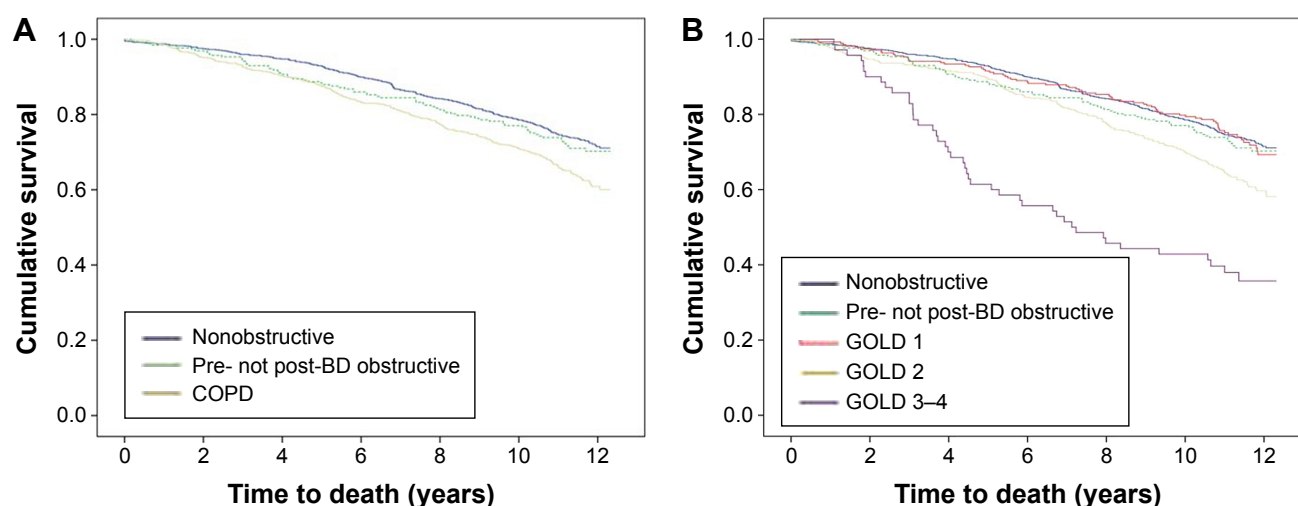 A
Cumulative survival
1.0
0.8
0.6
0.4
0.2
0.0
Nonobstructive
Pre- not post-BD obstructive
COPD
0 2 4 6 8 10 12
Time to death (years)
B
Cumulative survival
1.0
0.8
0.6
0.4
0.2
0.0
Nonobstructive
Pre- not post-BD obstructive
GOLD 1
GOLD 2
GOLD 3–4
0 2 4 6 8 10 12
Time to death (years)